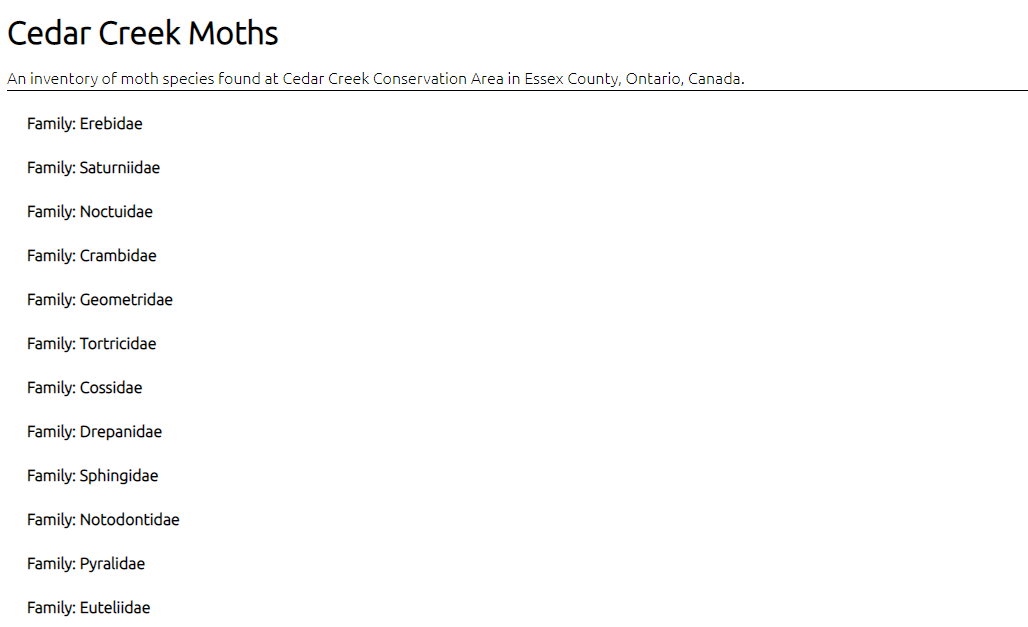 Cedar Creek Moths
An inventory of moth species found at Cedar Creek Conservation Area in Essex County, Ontario, Canada.
Family: Erebidae
Family: Saturniidae
Family: Noctuidae
Family: Crambidae
Family: Geometridae
Family: Tortricidae
Family: Cossidae
Family: Drepanidae
Family: Sphingidae
Family: Notodontidae
Family: Pyralidae
Family: Euteliidae